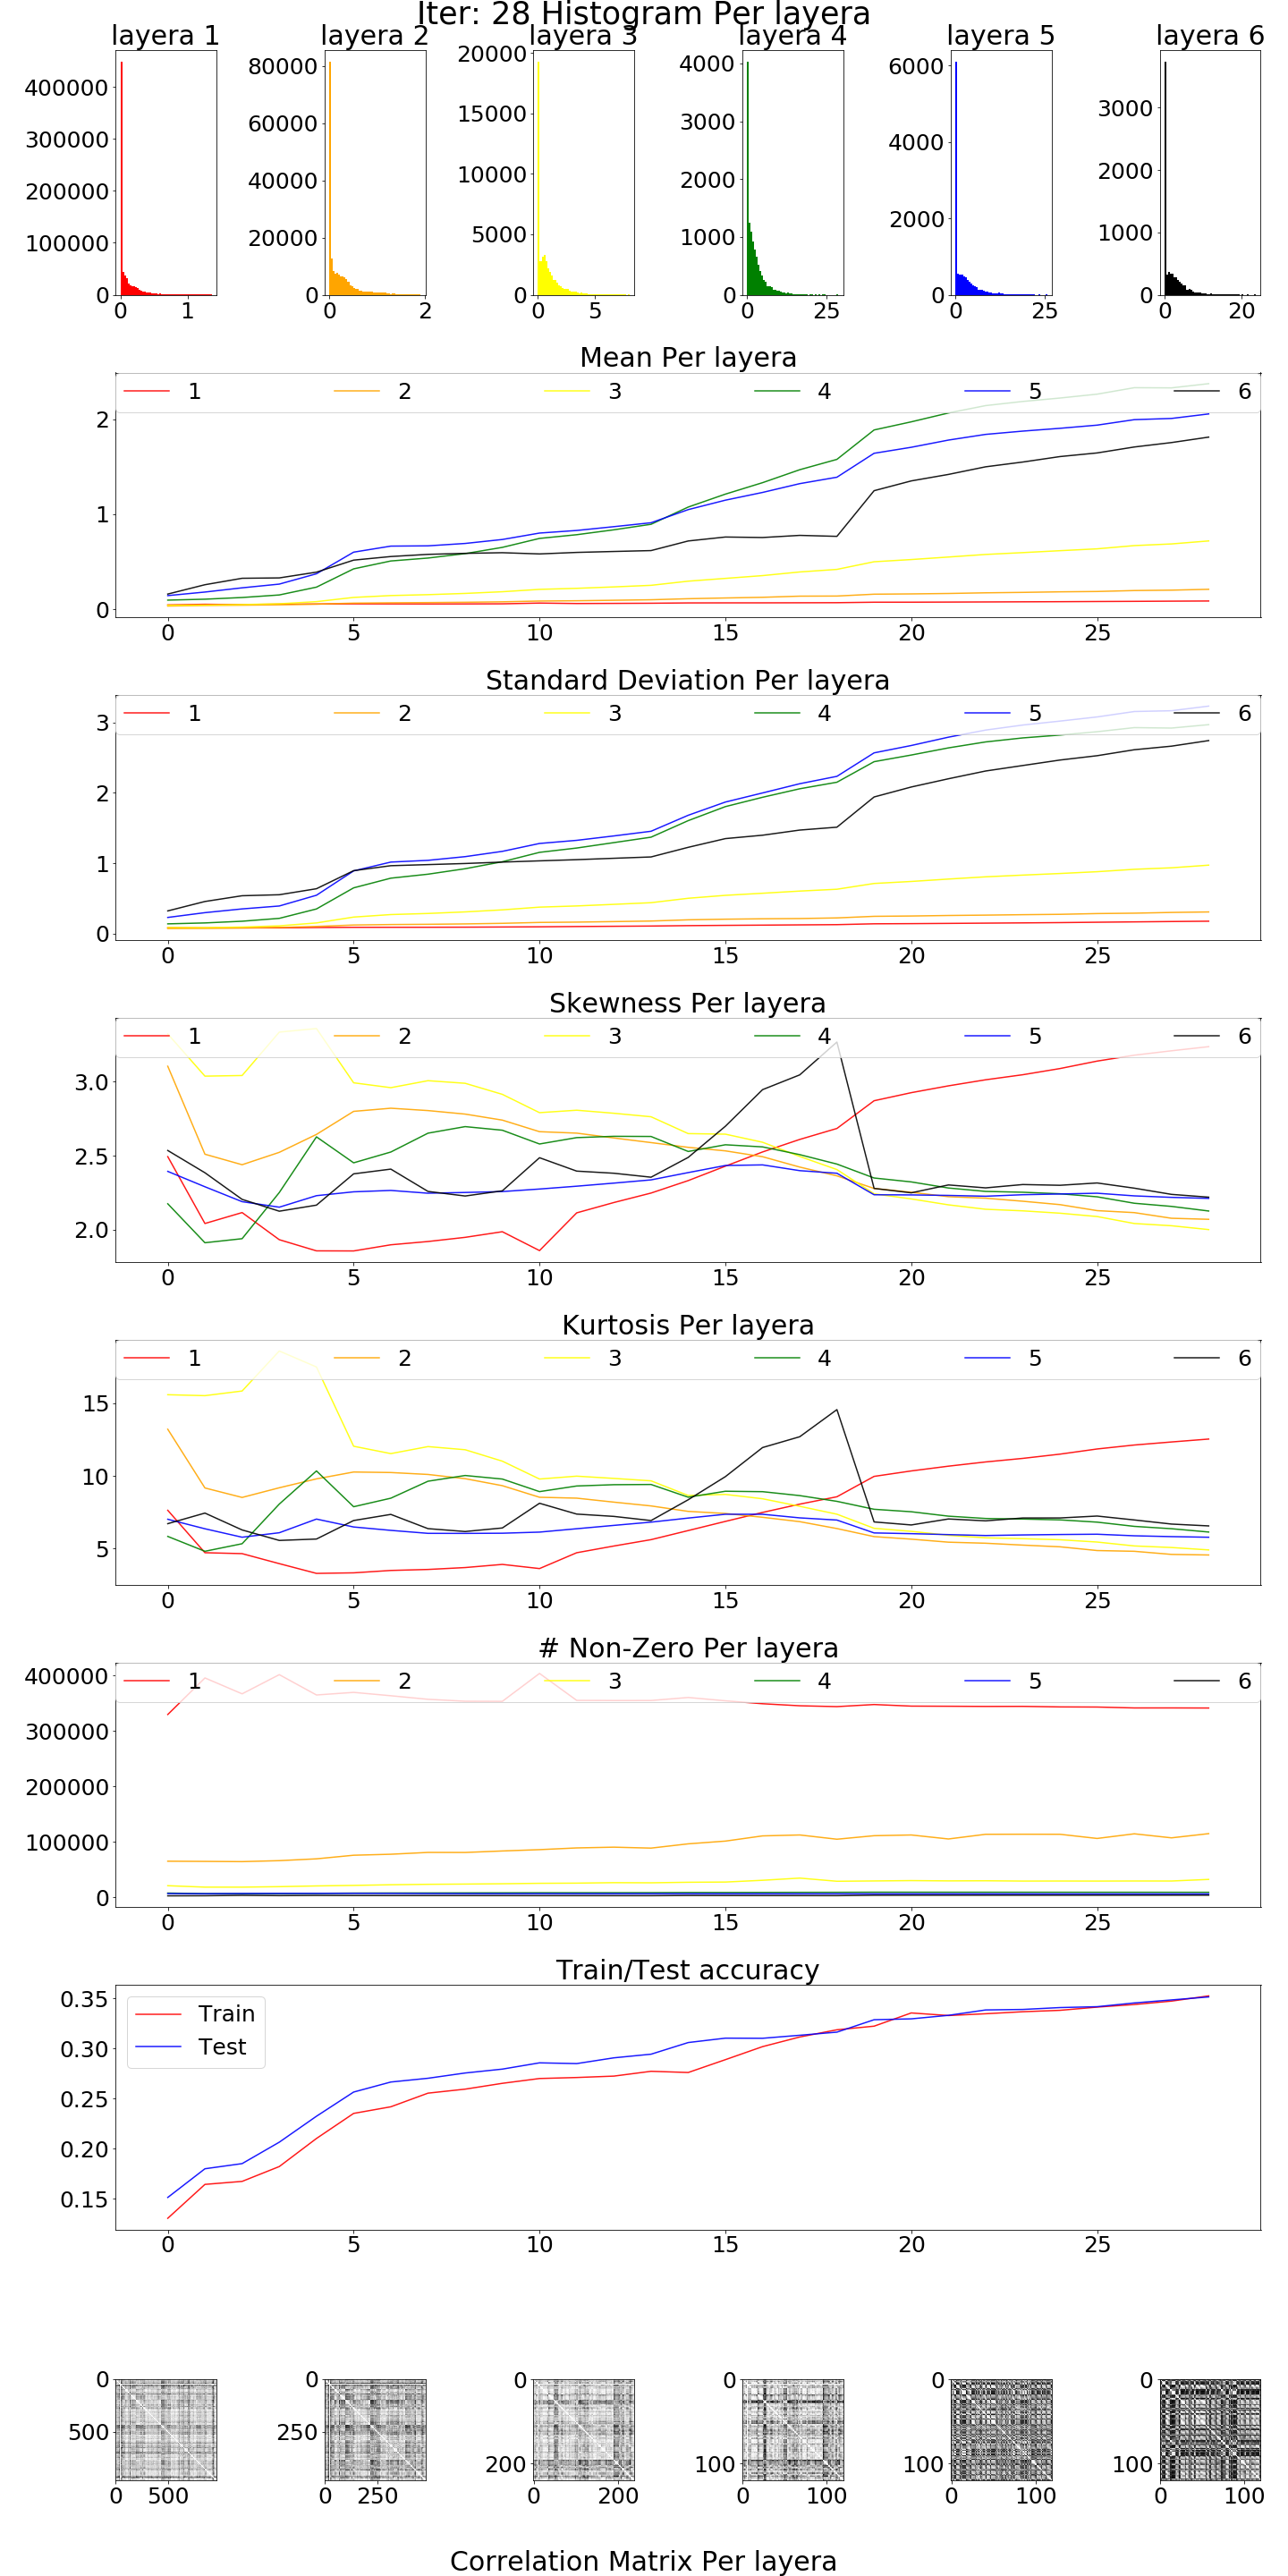 Iter: 28 Histogram Per layera
layera 1 layera 2 layera 3 layera 4 layera 5 layera 6
400000 300000 200000 100000 0
0 1
80000 60000 40000 20000 0
0 2
20000 15000 10000 5000 0
0 5
4000 3000 2000 1000 0
0 25
6000 4000 2000 0
0 25
3000 2000 1000 0
0 20
Mean Per layera
1 2 3 4 5 6
2
1
0
0 5 10 15 20 25
Standard Deviation Per layera
1 2 3 4 5 6
3
2
1
0
0 5 10 15 20 25
Skewness Per layera
1 2 3 4 5 6
3.0
2.5
2.0
0 5 10 15 20 25
Kurtosis Per layera
1 2 3 4 5 6
15
10
5
0 5 10 15 20 25
# Non-Zero Per layera
1 2 3 4 5 6
400000
300000
200000
100000
0
0 5 10 15 20 25
Train/Test accuracy
Train
Test
0.35
0.30
0.25
0.20
0.15
0 5 10 15 20 25
0 500
0 500
0 250
0 250
0 200
0 200
0 100
0 100
0 100
0 100
0 100
0 100
Correlation Matrix Per layera